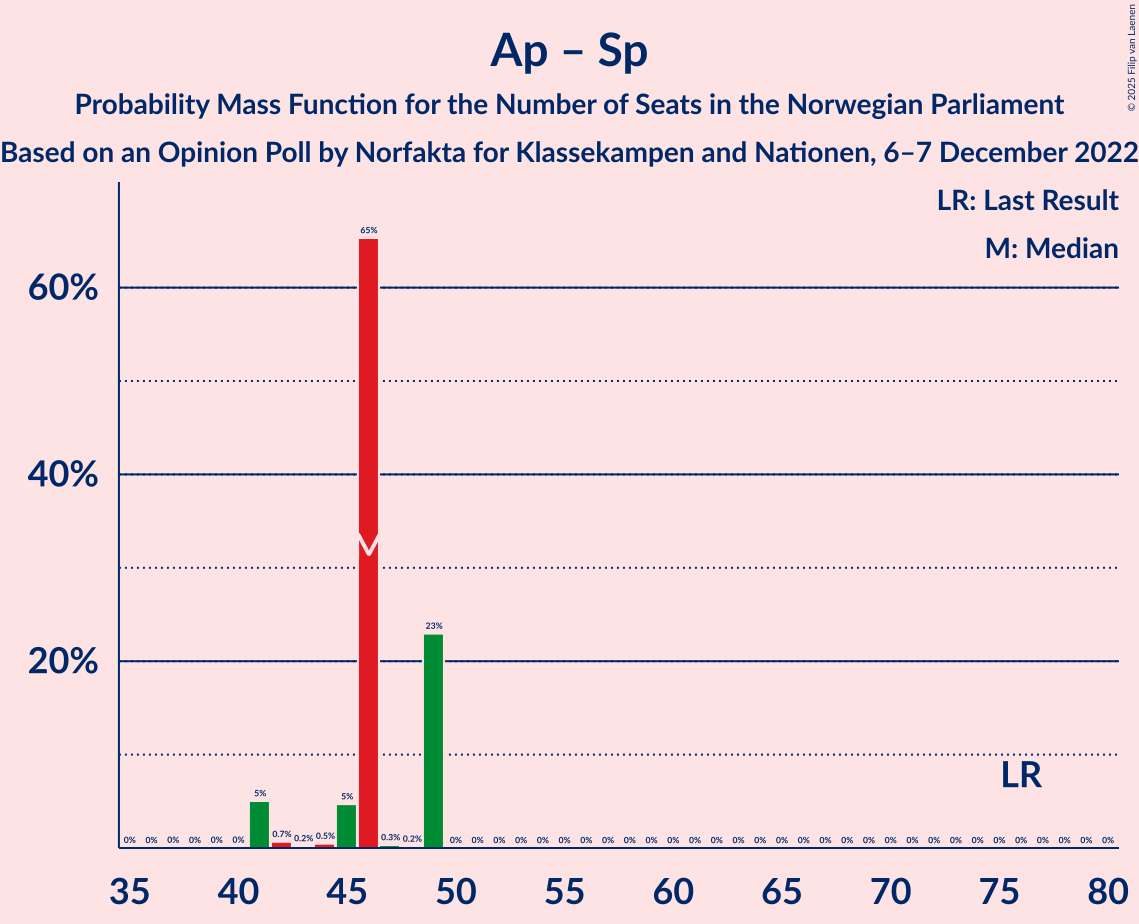 Ap – Sp
Probability Mass Function for the Number of Seats in the Norwegian Parliament
Based on an Opinion Poll by Norfakta for Klassekampen and Nationen, 6–7 December 2022
© 2025 Filip van Laenen
LR: Last Result
M: Median
65%
60%
40%
M
23%
20%
LR
5% 0.7% 0.2% 0.5% 5% 0.3% 0.2%
0% 0% 0% 0% 0% 0% 0% 0% 0% 0% 0% 0% 0% 0% 0% 0% 0% 0% 0% 0% 0% 0% 0% 0% 0% 0% 0% 0% 0% 0% 0% 0% 0% 0% 0% 0% 0%
35 40 45 50 55 60 65 70 75 80